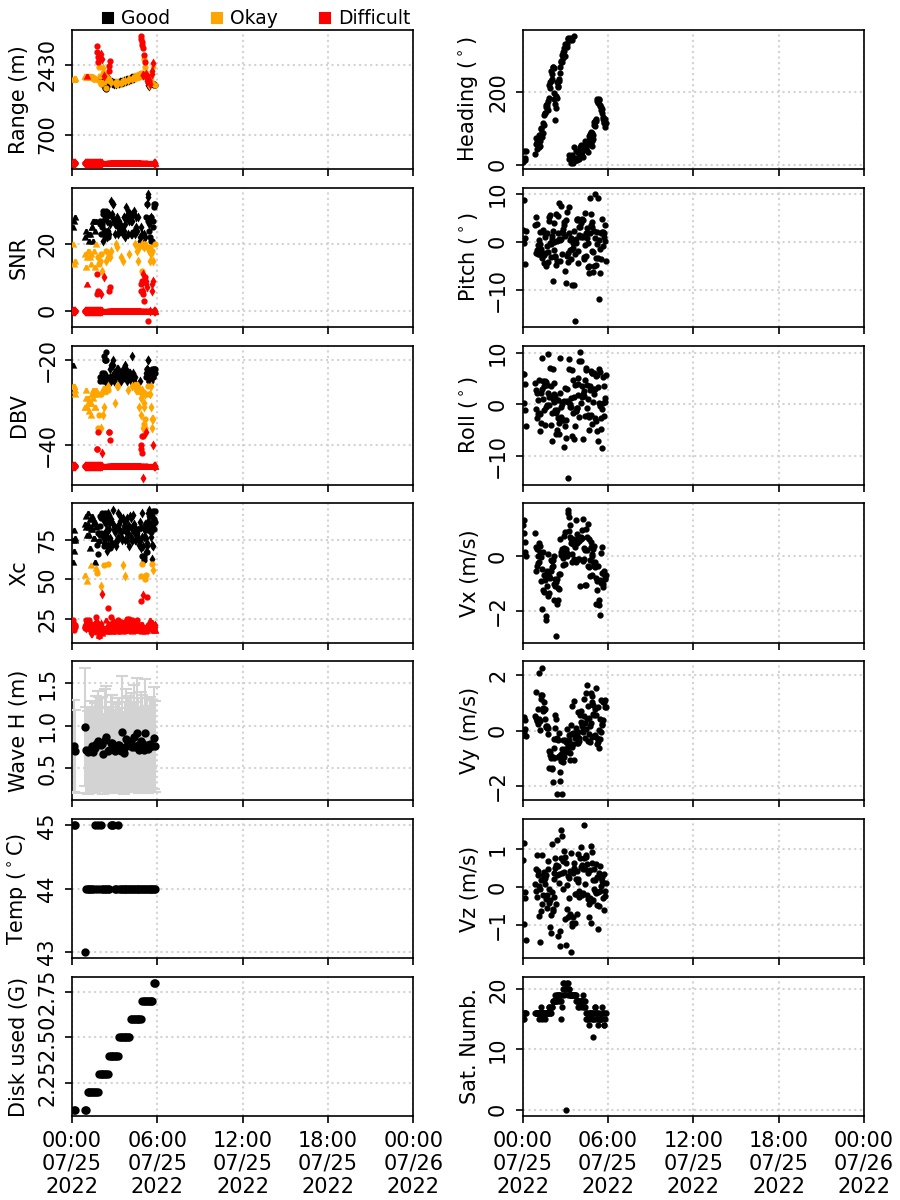 Good Okay Difficult
Range (m)
2430
700
Heading (°)
200
0
SNR
20
0
Pitch (°)
10
0
−10
DBV
−20
−40
Roll (°)
10
0
−10
Xc
75
50
25
Vx (m/s)
0
−2
Wave H (m)
1.5
1.0
0.5
Vy (m/s)
2
0
−2
Temp (°C)
45
44
43
Vz (m/s)
1
0
−1
Disk used (G)
2.75
2.50
2.25
Sat. Numb.
20
10
0
00:00 06:00 12:00 18:00 00:00
07/25 07/25 07/25 07/25 07/26
2022 2022 2022 2022 2022
00:00 06:00 12:00 18:00 00:00
07/25 07/25 07/25 07/25 07/26
2022 2022 2022 2022 2022